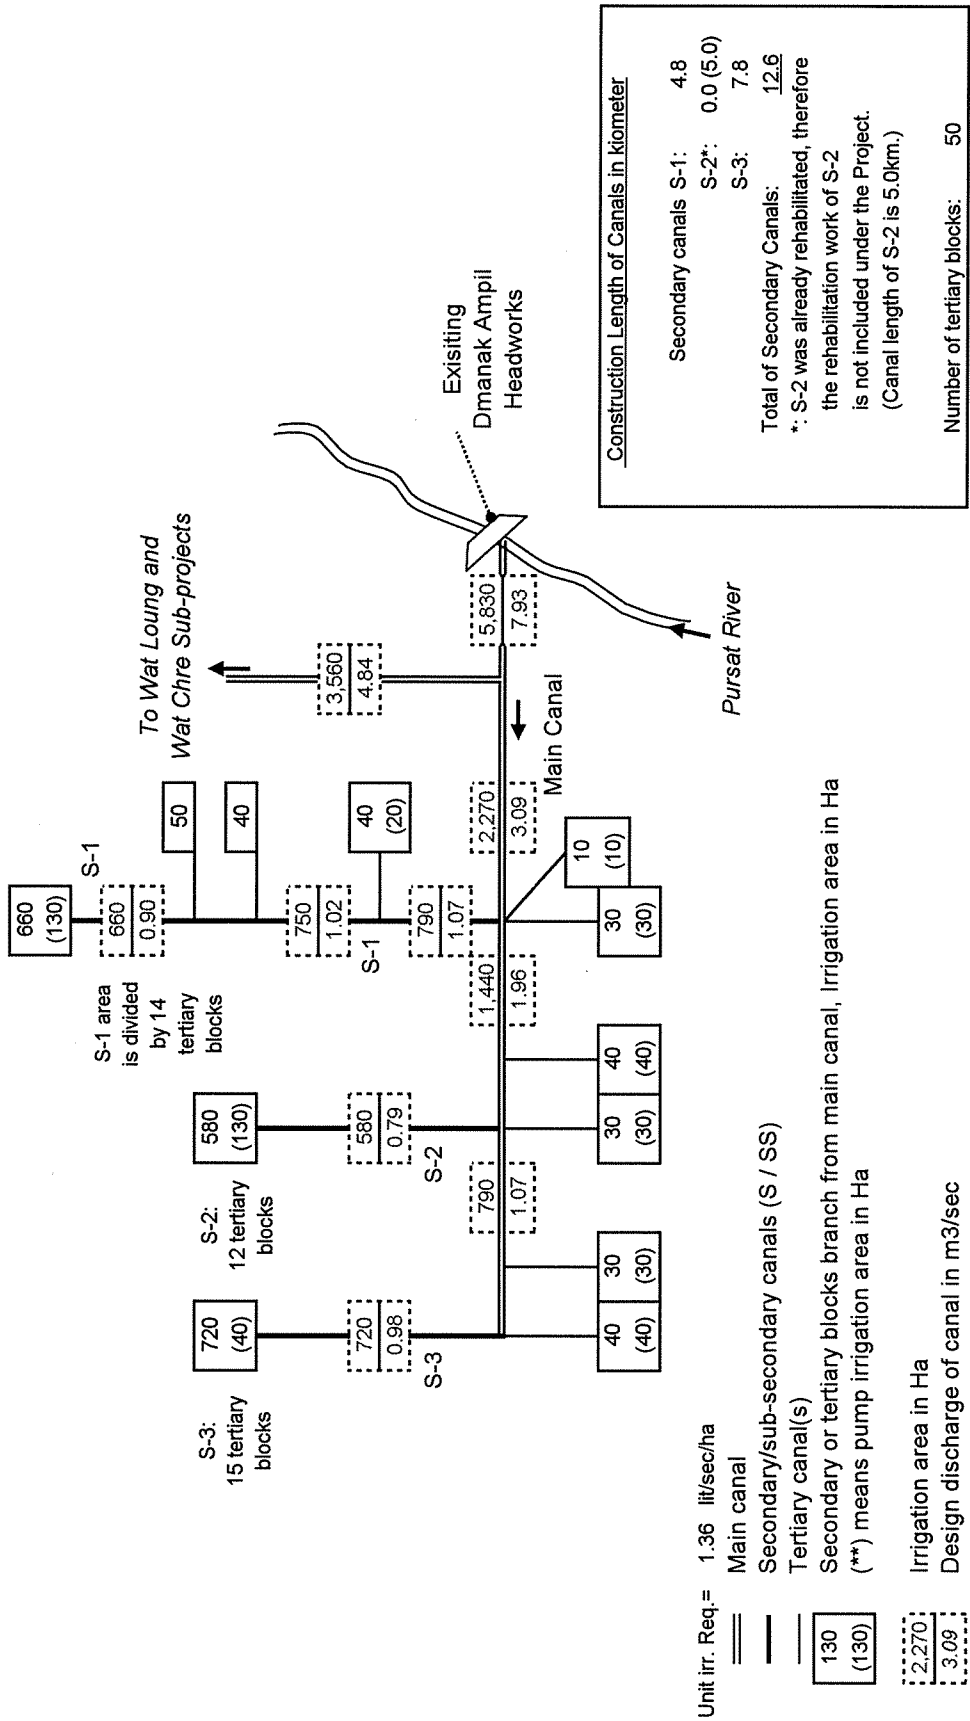 S-3:
15 tertiary
blocks
720
(40)
720
0.98
S-3
S-2:
12 tertiary
blocks
580
(130)
580
0.79
S-2
S-1 area
is divided
by 14
tertiary
blocks
660
(130)
S-1
660
0.90
50
40
750
1.02
S-1
40
(20)
790
1.07
To Wat Loung and
Wat Chre Sub-projects
3,560
4.84
790
1.07
1,440
1.96
2,270
3.09
Main Canal
5,830
7.93
Exisiting
Dmanak Ampil
Headworks
Pursat River
40
(40)
30
(30)
30
(30)
40
(40)
30
(30)
10
(10)
Unit irr. Req.= 1.36 lit/sec/ha
Main canal
Secondary/sub-secondary canals (S / SS)
Tertiary canal(s)
130
(130)
Secondary or tertiary blocks branch from main canal, Irrigation area in Ha
(**) means pump irrigation area in Ha
2,270
3.09
Irrigation area in Ha
Design discharge of canal in m3/sec
Construction Length of Canals in kiometer
Secondary canals S-1: 4.8
S-2*: 0.0 (5.0)
S-3: 7.8
Total of Secondary Canals: 12.6
*: S-2 was already rehabilitated, therefore
the rehabilitation work of S-2
is not included under the Project.
(Canal length of S-2 is 5.0km.)
Number of tertiary blocks: 50